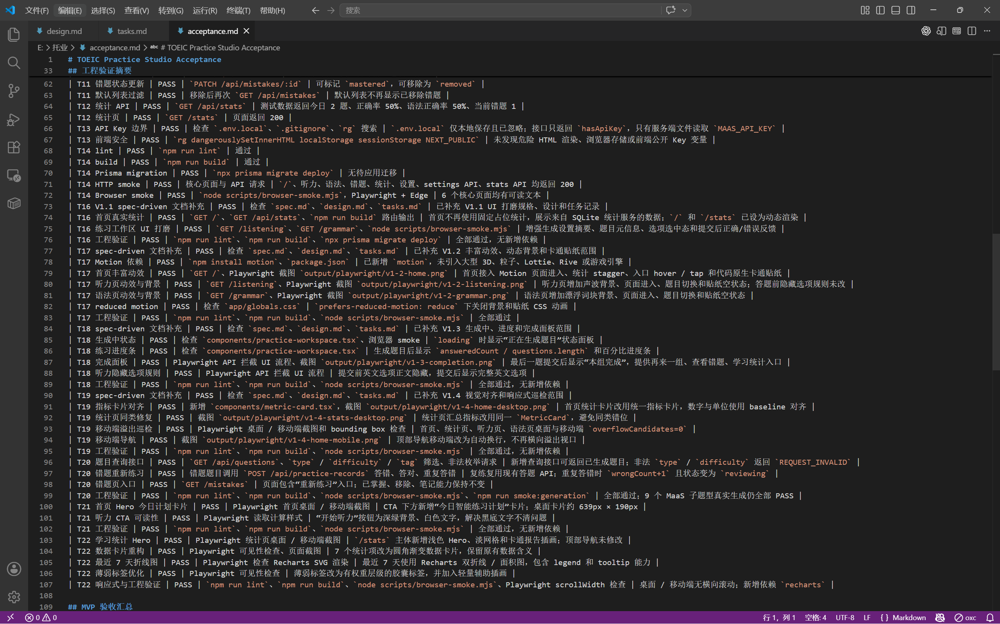 文件(F) 编辑(E) 选择(S) 查看(V) 转到(G) 运行(R) 终端(T) 帮助(H) 搜索
design.md tasks.md acceptance.md
E: > 托业 > acceptance.md > abc # TOEIC Practice Studio Acceptance
1 # TOEIC Practice Studio Acceptance
33 ## 工程验证摘要
62 | T11 错题状态更新 | PASS | `PATCH /api/mistakes/:id` | 可标记 `mastered`，可移除为 `removed` |
63 | T11 默认列表过滤 | PASS | 移除后再次 `GET /api/mistakes` | 默认列表不再显示已移除错题 |
64 | T12 统计 API | PASS | `GET /api/stats` | 测试数据返回今日 2 题、正确率 50%、语法正确率 50%、当前错题 1 |
65 | T12 统计页 | PASS | `GET /stats` | 页面返回 200 |
66 | T13 API Key 边界 | PASS | 检查 `.env.local`、`.gitignore`、`rg` 搜索 | `.env.local` 仅本地保存且已忽略；接口只返回 `hasApiKey`，只有服务端文件读取 `MAAS_API_KEY` |
67 | T13 前端安全 | PASS | `rg dangerouslySetInnerHTML localStorage sessionStorage NEXT_PUBLIC` | 未发现危险 HTML 渲染、浏览器存储或前端公开 Key 变量 |
68 | T14 lint | PASS | `npm run lint` | 通过 |
69 | T14 build | PASS | `npm run build` | 通过 |
70 | T14 Prisma migration | PASS | `npx prisma migrate deploy` | 无待应用迁移 |
71 | T14 HTTP smoke | PASS | 核心页面与 API 请求 | `/`、听力、语法、错题、统计、设置、settings API、stats API 均返回 200 |
72 | T14 Browser smoke | PASS | `node scripts/browser-smoke.mjs`，Playwright + Edge | 6 个核心页面均有可读文本 |
73 | T16 V1.1 spec-driven 文档补充 | PASS | 检查 `spec.md`、`design.md`、`tasks.md` | 已补充 V1.1 UI 打磨规格、设计和任务记录 |
74 | T16 首页真实统计 | PASS | `GET /`、`GET /api/stats`、`npm run build` 路由输出 | 首页不再使用固定占位统计，展示来自 SQLite 统计服务的数据；`/` 和 `/stats` 已设为动态渲染 |
75 | T16 练习工作区 UI 打磨 | PASS | `GET /listening`、`GET /grammar`、`node scripts/browser-smoke.mjs` | 增强生成设置摘要、题目元信息、选项选中态和提交后正确/错误反馈 |
76 | T16 工程验证 | PASS | `npm run lint`、`npm run build`、`npx prisma migrate deploy` | 全部通过，无新增依赖 |
77 | T17 spec-driven 文档补充 | PASS | 检查 `spec.md`、`design.md`、`tasks.md` | 已补充 V1.2 丰富动效、动态背景和卡通贴纸范围 |
78 | T17 Motion 依赖 | PASS | `npm install motion`、`package.json` | 已新增 `motion`，未引入大型 3D、粒子、Lottie、Rive 或游戏引擎 |
79 | T17 首页丰富动效 | PASS | `GET /`、Playwright 截图 `output/playwright/v1-2-home.png` | 首页接入 Motion 页面进入、统计 stagger、入口 hover / tap 和代码原生卡通贴纸 |
80 | T17 听力页动效与背景 | PASS | `GET /listening`、Playwright 截图 `output/playwright/v1-2-listening.png` | 听力页增加声波背景、页面进入、题目切换和贴纸空状态；答题前隐藏选项规则未改 |
81 | T17 语法页动效与背景 | PASS | `GET /grammar`、Playwright 截图 `output/playwright/v1-2-grammar.png` | 语法页增加漂浮词块背景、页面进入、题目切换和贴纸空状态 |
82 | T17 reduced motion | PASS | 检查 `app/globals.css` | `prefers-reduced-motion: reduce` 下关闭背景和贴纸 CSS 动画 |
83 | T17 工程验证 | PASS | `npm run lint`、`npm run build`、`node scripts/browser-smoke.mjs` | 全部通过 |
84 | T18 spec-driven 文档补充 | PASS | 检查 `spec.md`、`design.md`、`tasks.md` | 已补充 V1.3 生成中、进度和完成面板范围 |
85 | T18 生成中状态 | PASS | 检查 `components/practice-workspace.tsx`、浏览器 smoke | `loading` 时显示“正在生成题目”状态面板 |
86 | T18 练习进度条 | PASS | 检查 `components/practice-workspace.tsx` | 生成题目后显示 `answeredCount / questions.length` 和百分比进度条 |
87 | T18 完成面板 | PASS | Playwright API 拦截 UI 流程、截图 `output/playwright/v1-3-completion.png` | 最后一题提交后显示“本组完成”，提供再来一组、查看错题、学习统计入口 |
88 | T18 听力隐藏选项规则 | PASS | Playwright API 拦截 UI 流程 | 提交前英文选项正文隐藏，提交后显示完整英文选项 |
89 | T18 工程验证 | PASS | `npm run lint`、`npm run build`、`node scripts/browser-smoke.mjs` | 全部通过，无新增依赖 |
90 | T19 spec-driven 文档补充 | PASS | 检查 `spec.md`、`design.md`、`tasks.md` | 已补充 V1.4 视觉对齐和响应式巡检范围 |
91 | T19 指标卡片对齐 | PASS | 新增 `components/metric-card.tsx`，截图 `output/playwright/v1-4-home-desktop.png` | 首页统计卡片改用统一指标卡片，数字与单位使用 baseline 对齐 |
92 | T19 统计页同类修复 | PASS | 截图 `output/playwright/v1-4-stats-desktop.png` | 统计页汇总指标改用同一 `MetricCard`，避免同类错位 |
93 | T19 移动端溢出巡检 | PASS | Playwright 桌面 / 移动端截图和 bounding box 检查 | 首页、统计页、听力页、语法页桌面与移动端 `overflowCandidates=0` |
94 | T19 移动端导航 | PASS | 截图 `output/playwright/v1-4-home-mobile.png` | 顶部导航移动端改为自动换行，不再横向溢出视口 |
95 | T19 工程验证 | PASS | `npm run lint`、`npm run build`、`node scripts/browser-smoke.mjs` | 全部通过，无新增依赖 |
96 | T20 题目查询接口 | PASS | `GET /api/questions`、`type` / `difficulty` / `tag` 筛选、非法枚举请求 | 新增查询接口可返回已生成题目；非法 `type` / `difficulty` 返回 `REQUEST_INVALID` |
97 | T20 错题重新练习 | PASS | 错题题目调用 `POST /api/practice-records` 答错、答对、重复答错 | 复练复用现有答题 API；重复答错时 `wrongCount+1` 且状态变为 `reviewing` |
98 | T20 错题页入口 | PASS | `GET /mistakes` | 页面包含“重新练习”入口；已掌握、移除、笔记能力保持不变 |
99 | T20 工程验证 | PASS | `npm run lint`、`npm run build`、`node scripts/browser-smoke.mjs`、`npm run smoke:generation` | 全部通过；9 个 MaaS 子题型真实生成仍全部 PASS |
100 | T21 首页 Hero 今日计划卡片 | PASS | Playwright 首页桌面 / 移动端截图 | CTA 下方新增“今日智能练习计划”卡片；桌面卡片约 639px × 190px |
101 | T21 听力 CTA 可读性 | PASS | Playwright 读取计算样式 | “开始听力”按钮为深绿背景、白色文字，解决黑底文字不清问题 |
102 | T21 工程验证 | PASS | `npm run lint`、`npm run build`、`node scripts/browser-smoke.mjs` | 全部通过，无新增依赖 |
103 | T22 学习统计 Hero | PASS | Playwright 统计页桌面 / 移动端截图 | `/stats` 主体新增浅色 Hero、淡网格和卡通报告插画；顶部导航未修改 |
104 | T22 数据卡片重构 | PASS | Playwright 可见性检查、页面截图 | 7 个统计项改为圆角渐变数据卡片，保留原有数据含义 |
105 | T22 最近 7 天折线图 | PASS | Playwright 检查 Recharts SVG 渲染 | 最近 7 天使用 Recharts 双折线 / 面积图，包含 legend 和 tooltip 能力 |
106 | T22 薄弱标签优化 | PASS | Playwright 可见性检查 | 薄弱标签改为有权重层级的胶囊标签，并加入轻量辅助插画 |
107 | T22 响应式与工程验证 | PASS | `npm run lint`、`npm run build`、`node scripts/browser-smoke.mjs`、Playwright scrollWidth 检查 | 桌面 / 移动端无横向滚动；新增依赖 `recharts` |
108
109 ## MVP 验收汇总
0 0 行 1，列 1 空格: 4 UTF-8 LF { } Markdown oxc